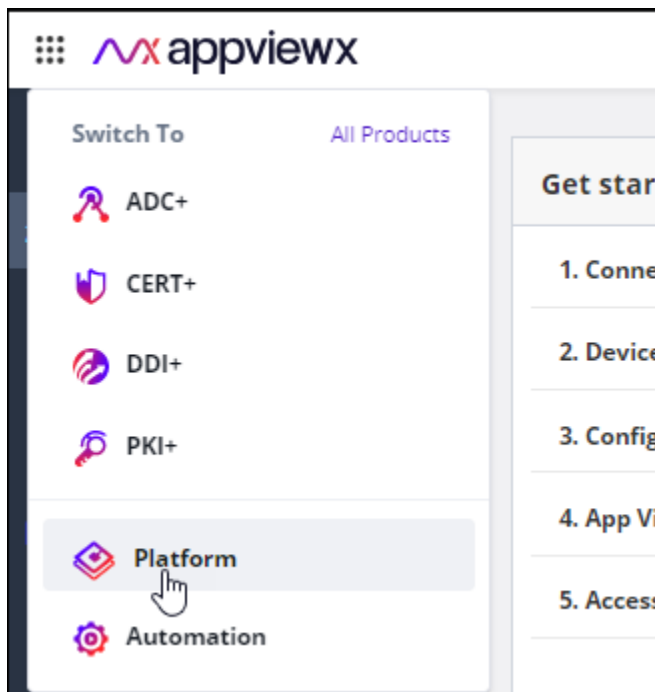 appviewx
Switch To
All Products
ADC+
CERT+
DDI+
PKI+
Platform
Automation
Get star
1. Conne
2. Device
3. Config
4. App Vi
5. Access